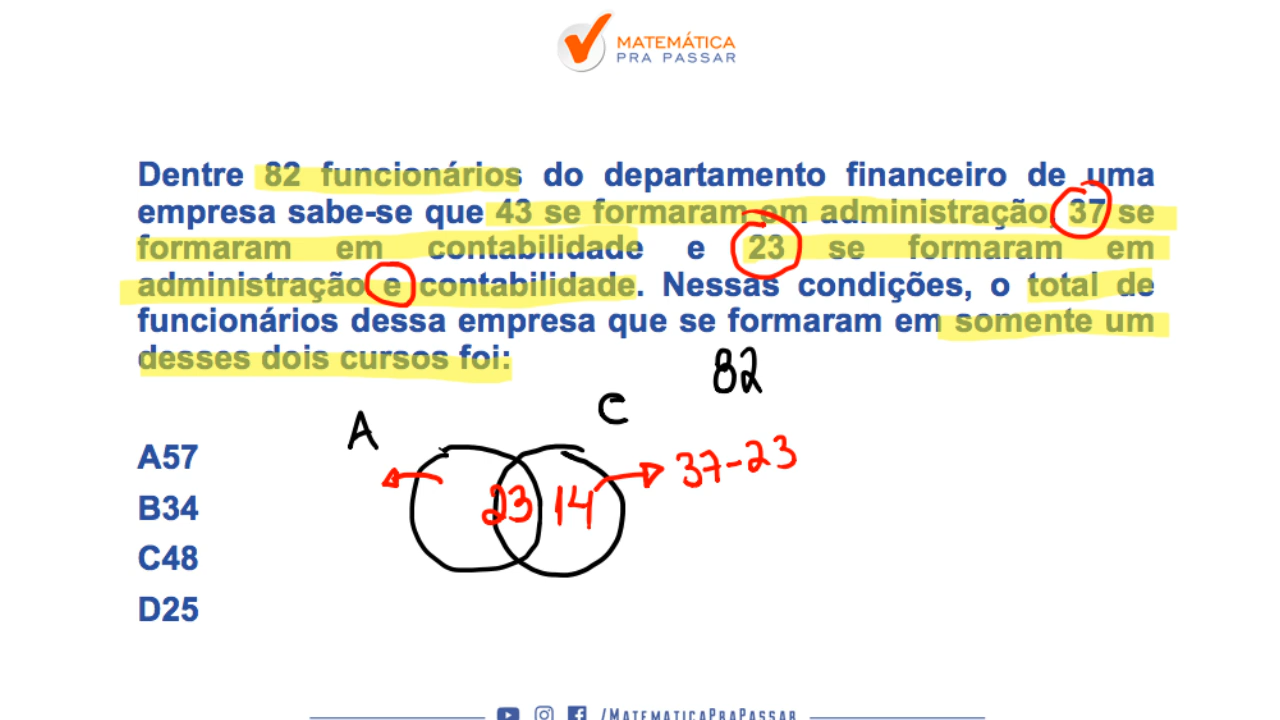 MATEMÁTICA
PRA PASSAR
Dentre 82 funcionários do departamento financeiro de uma
empresa sabe-se que 43 se formaram em administração, 37 se
formaram em contabilidade e 23 se formaram em
administração e contabilidade. Nessas condições, o total de
funcionários dessa empresa que se formaram em somente um
desses dois cursos foi:
82
A
C
37-23
23 14
A57
B34
C48
D25
/MATEMATICAPRAPASSAR